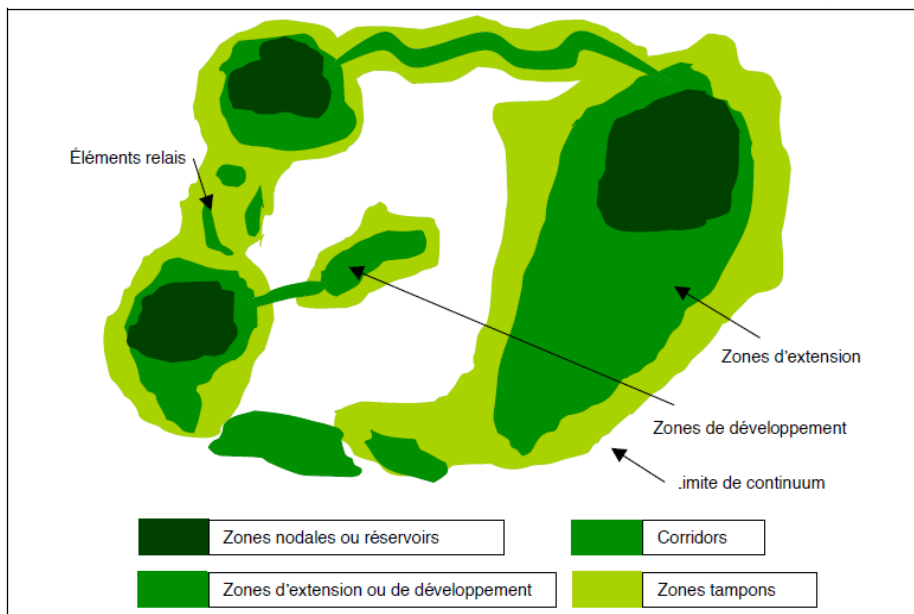 Éléments relais
Zones d'extension
Zones de développement
.imite de continuum
Zones nodales ou réservoirs
Corridors
Zones d'extension ou de développement
Zones tampons